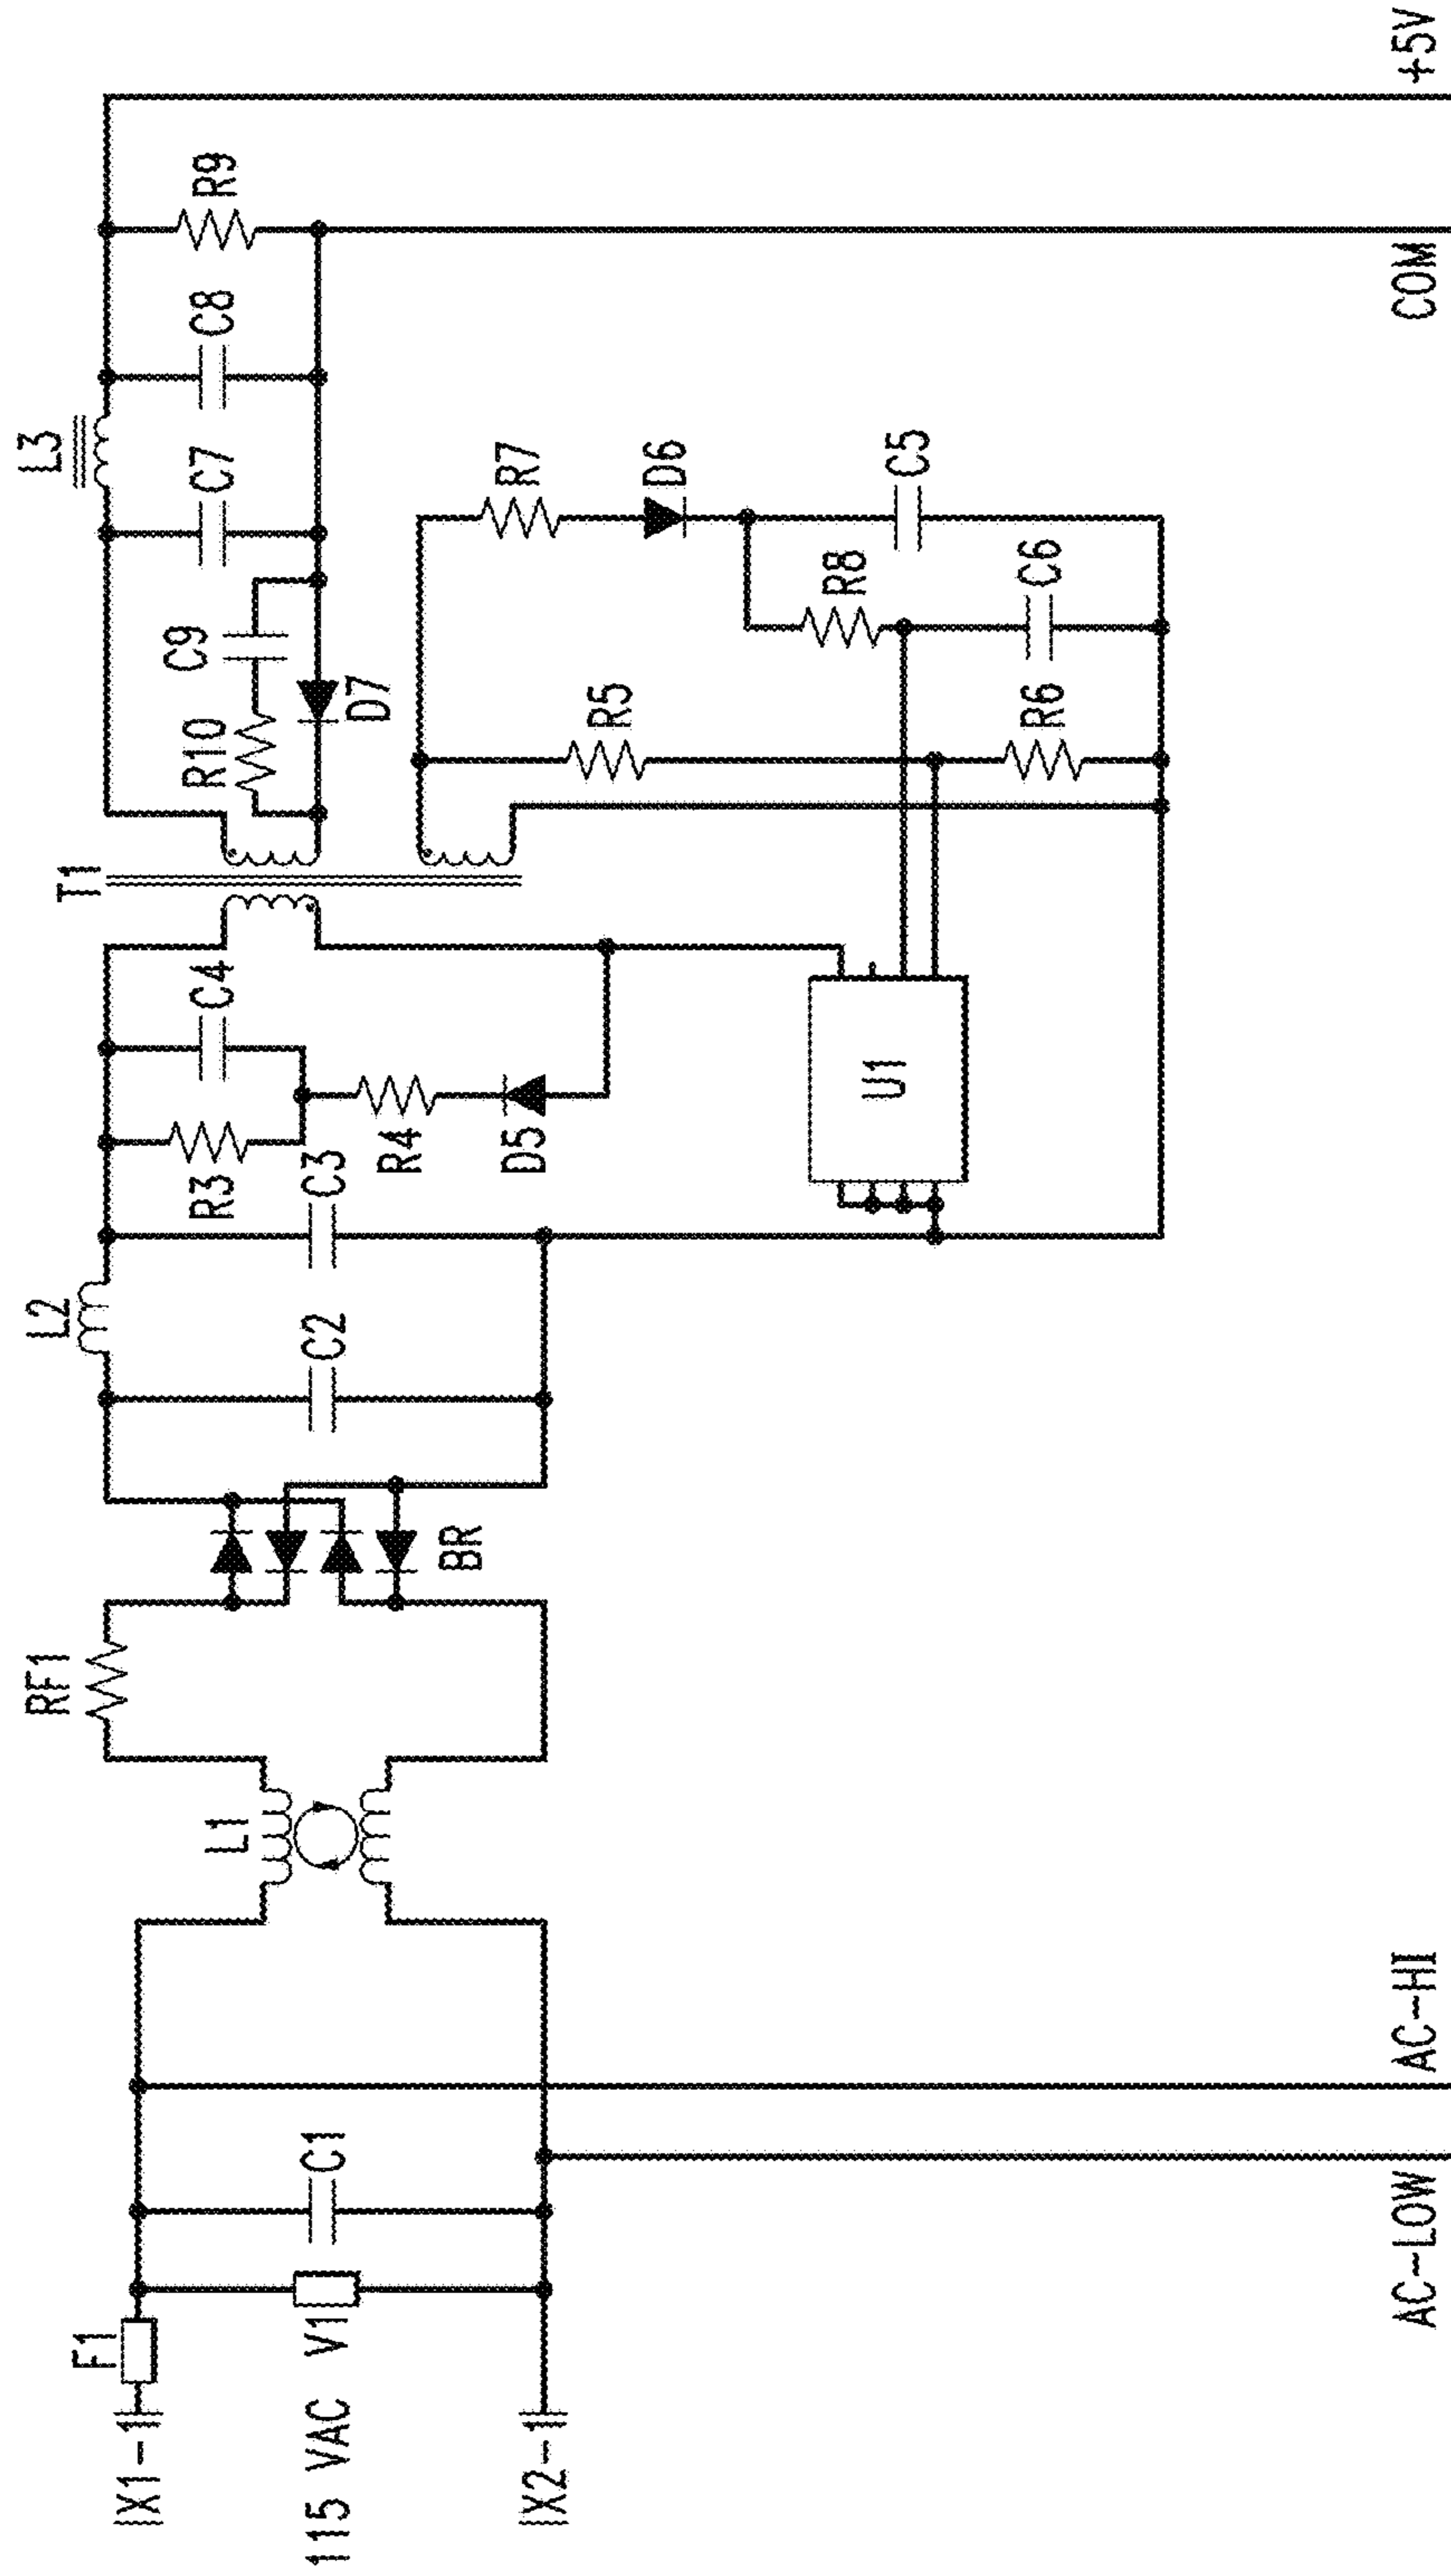 IX1-1
F1
115 VAC
V1
IX2-1
C1
AC-LOW
AC-HI
L1
RF1
BR
C2
L2
C3
R3
C4
R4
D5
U1
T1
R10
C9
D7
C7
L3
C8
R9
R5
R6
R7
D6
R8
C5
C6
COM
+5V